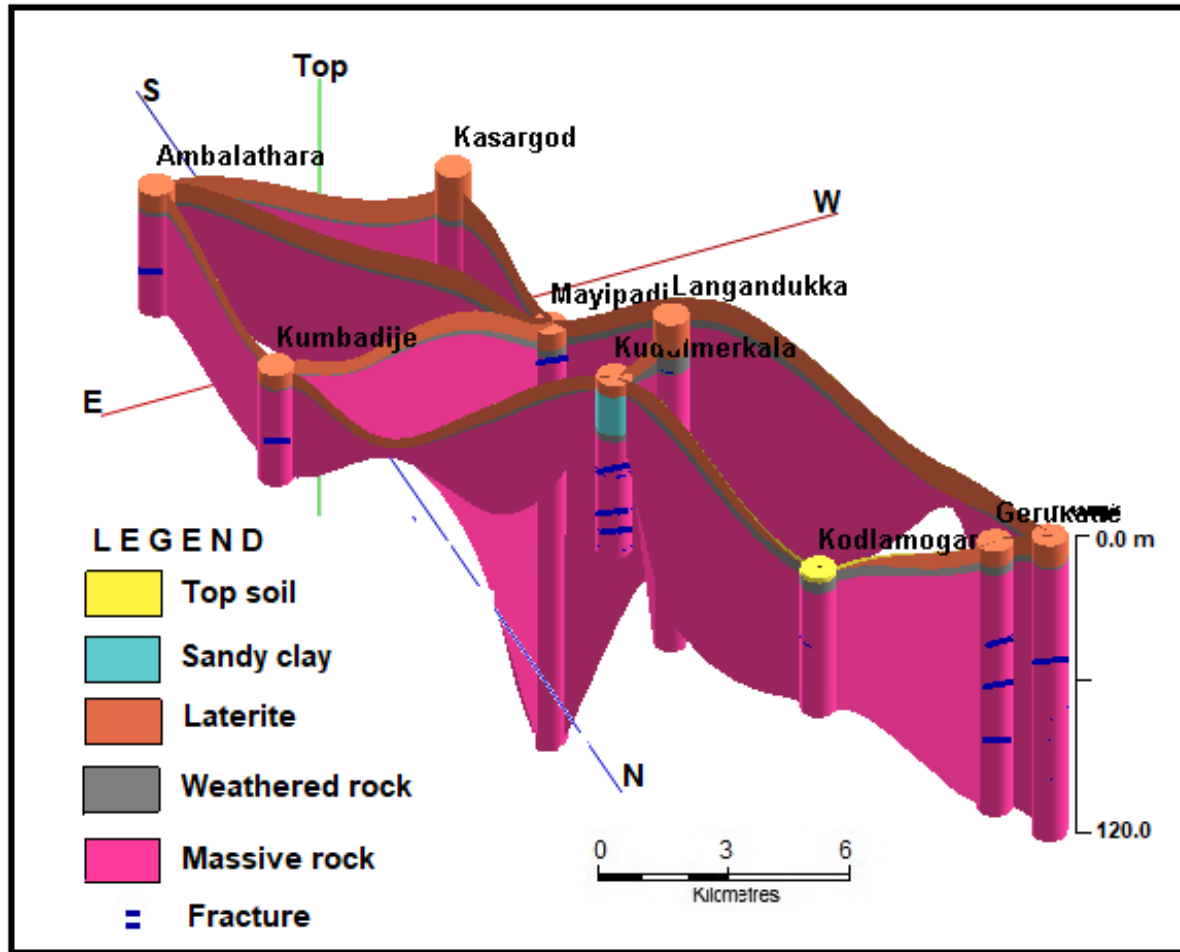 Top
S
Kasargod
Ambalathara
W
Mayipadi
Langandukka
Kumbadije
E
Kodlamogar
0.0 m
LEGEND
Top soil
Sandy clay
Laterite
Weathered rock
Massive rock
Fracture
N
0 3 6
Kilometres
120.0